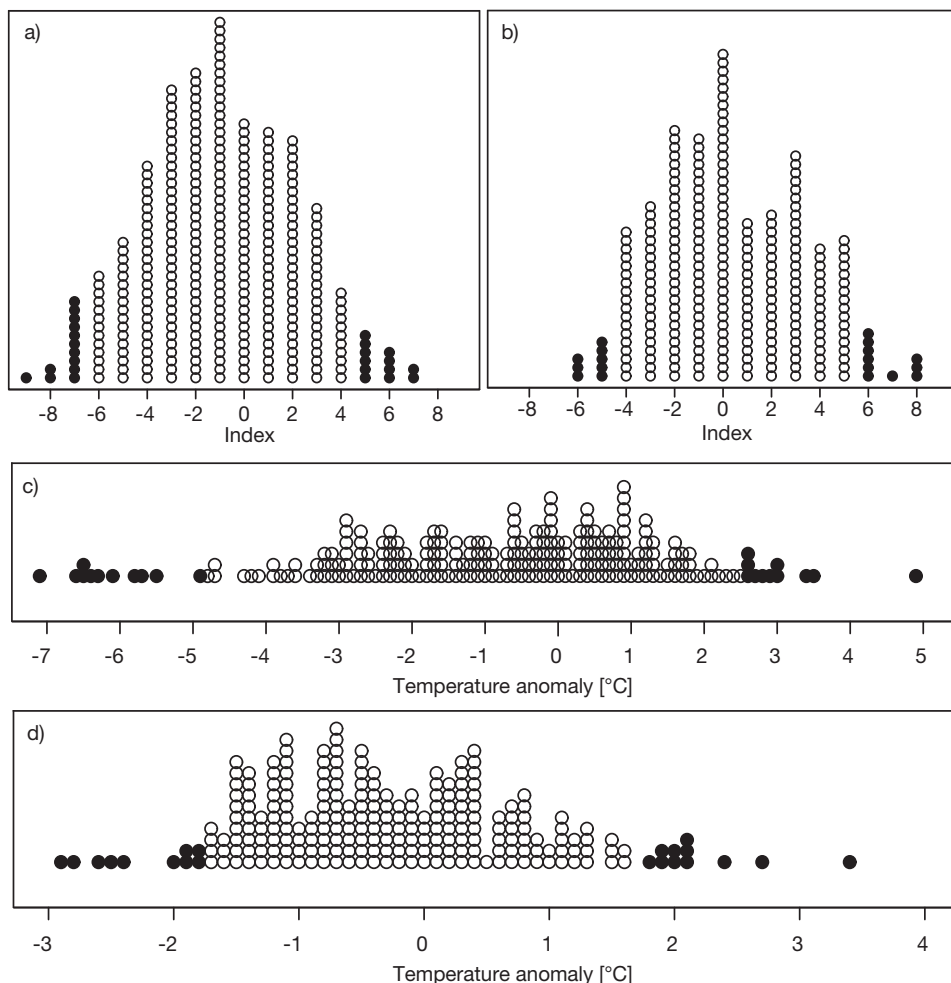 a)
b)
-8 -6 -4 -2 0 2 4 6 8
Index
-8 -6 -4 -2 0 2 4 6 8
Index
c)
-7 -6 -5 -4 -3 -2 -1 0 1 2 3 4 5
Temperature anomaly [°C]
d)
-3 -2 -1 0 1 2 3 4
Temperature anomaly [°C]